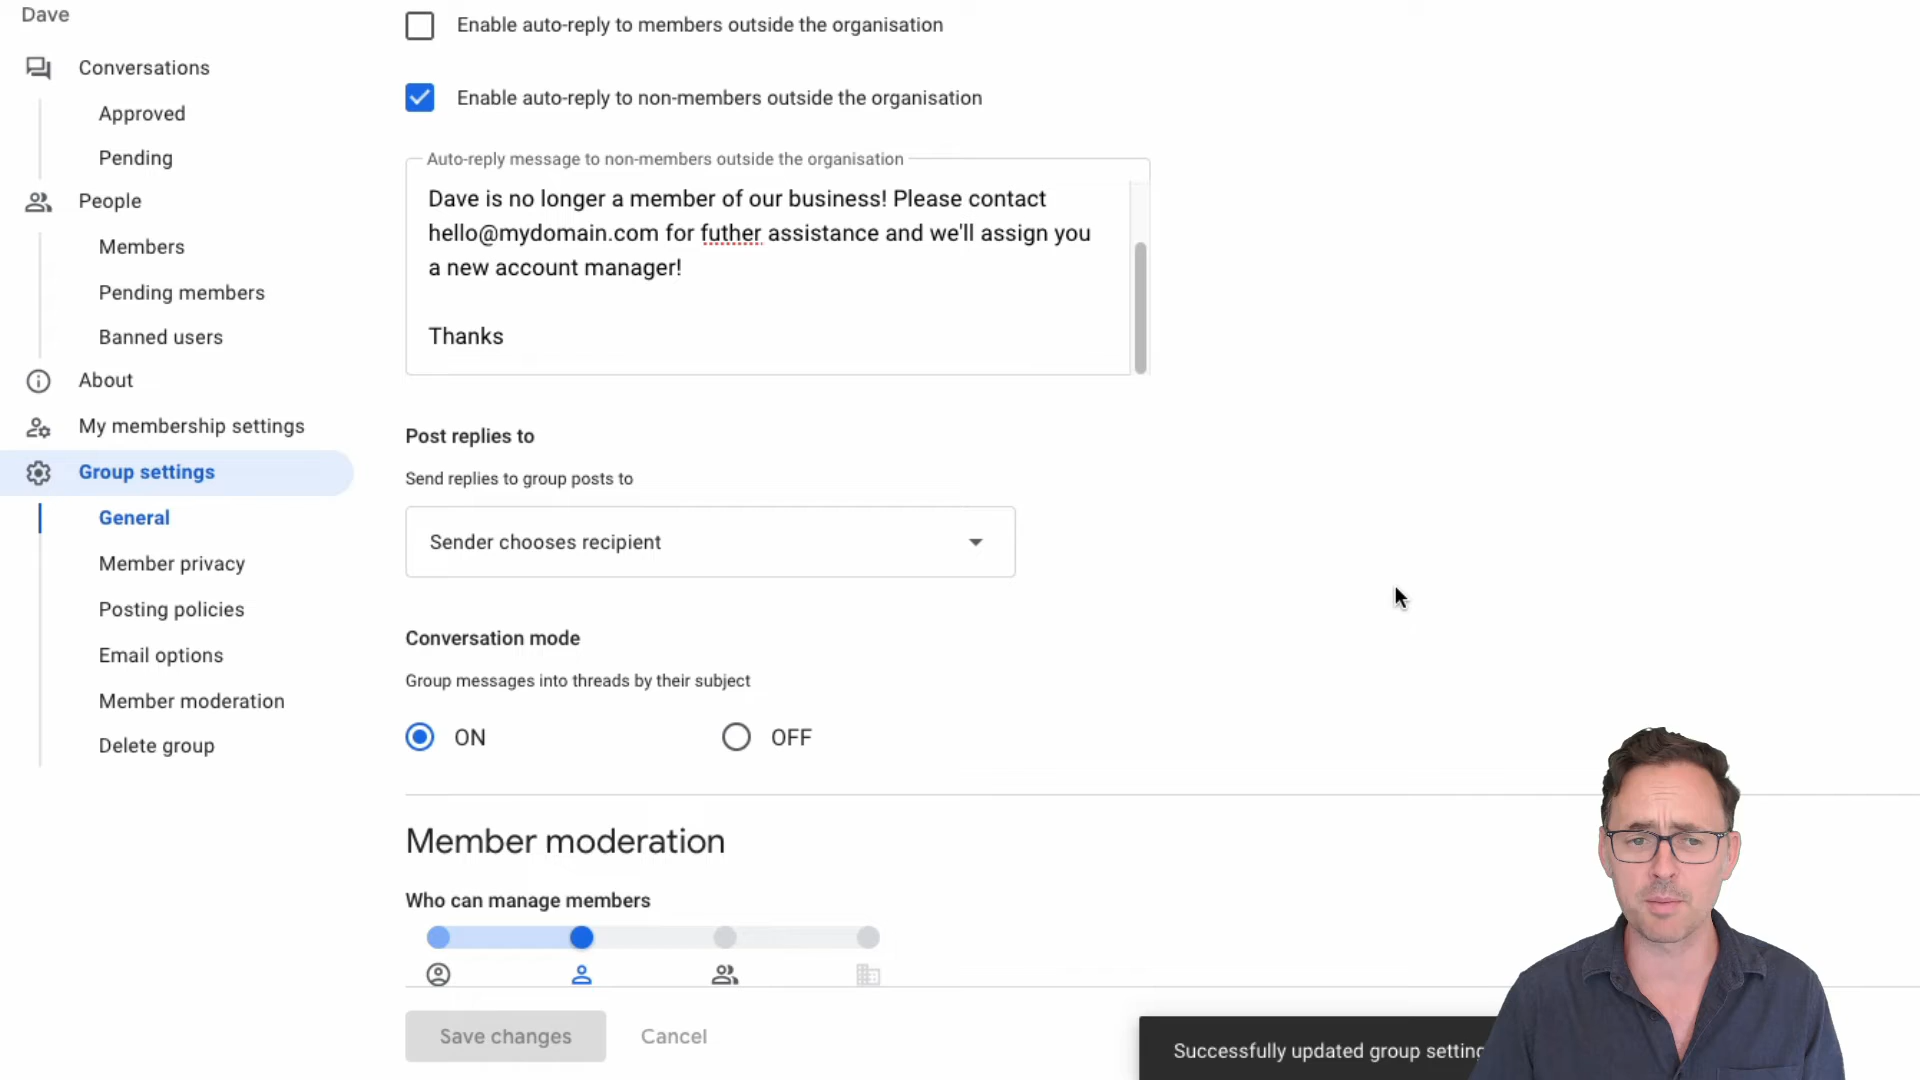 Dave
Conversations
Approved
Pending
People
Members
Pending members
Banned users
About
My membership settings
Group settings
General
Member privacy
Posting policies
Email options
Member moderation
Delete group
Enable auto-reply to members outside the organisation
Enable auto-reply to non-members outside the organisation
Auto-reply message to non-members outside the organisation
Dave is no longer a member of our business! Please contact
hello@mydomain.com for futher assistance and we'll assign you
a new account manager!
Thanks
Post replies to
Send replies to group posts to
Sender chooses recipient
Conversation mode
Group messages into threads by their subject
ON
OFF
Member moderation
Who can manage members
Save changes
Cancel
Successfully updated group setting